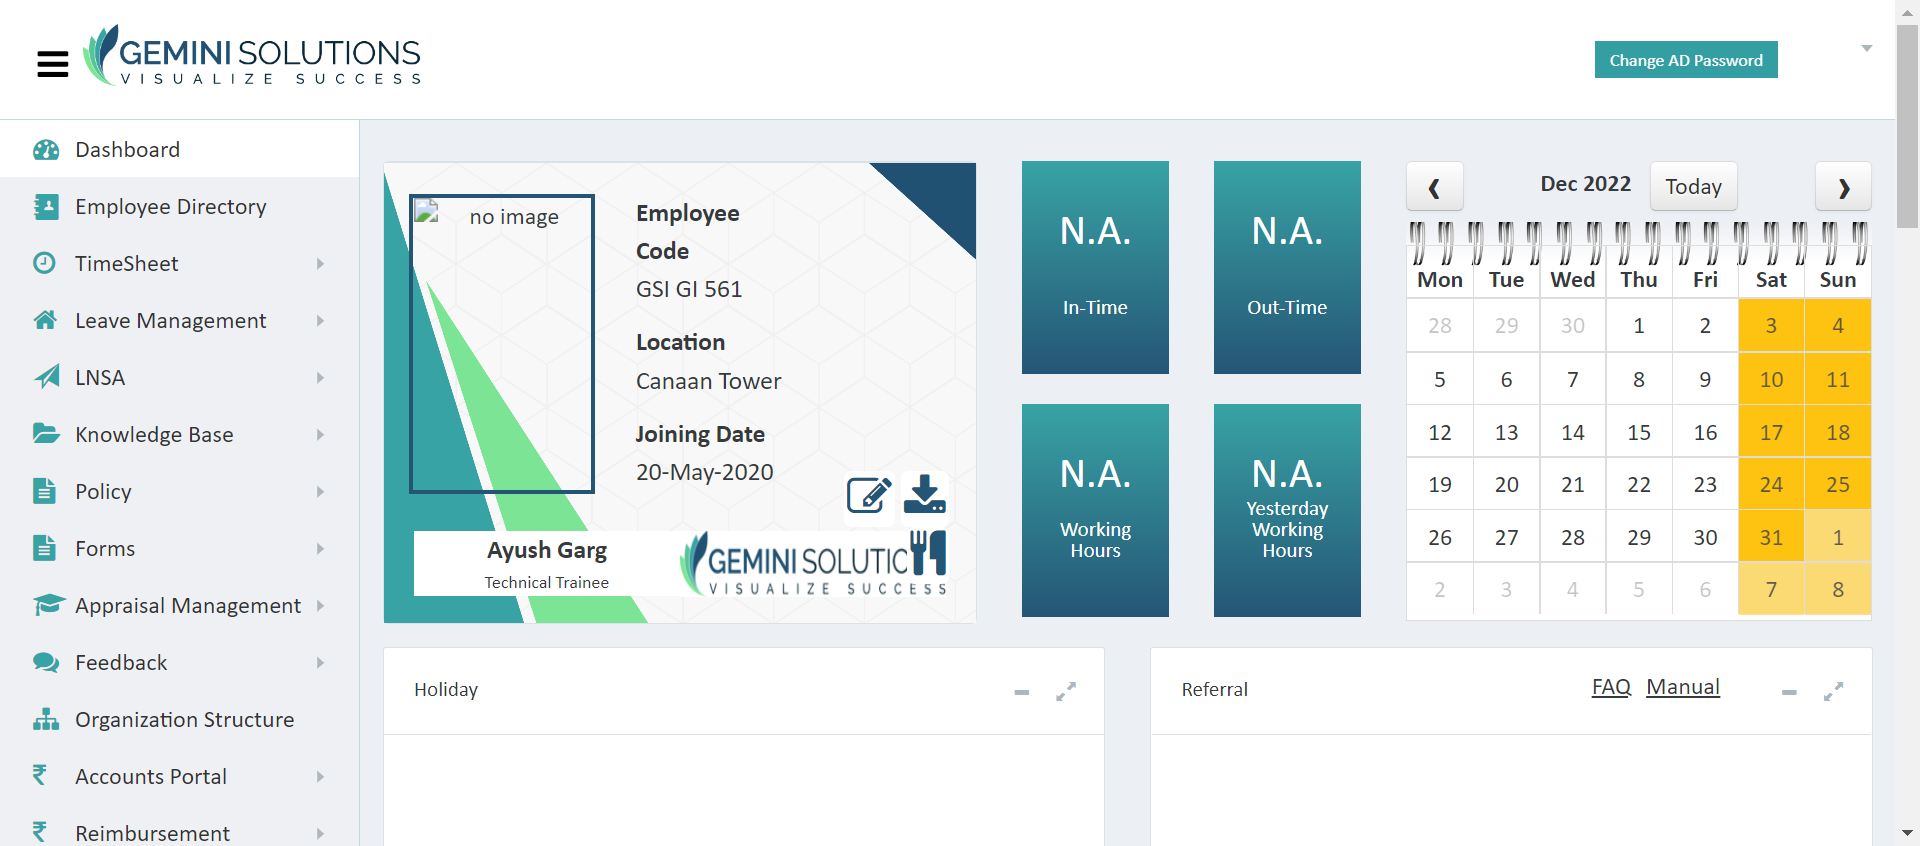 GEMINI SOLUTIONS
VISUALIZE SUCCESS
Change AD Password
Dashboard
Employee Directory
TimeSheet
Leave Management
LNSA
Knowledge Base
Policy
Forms
Appraisal Management
Feedback
Organization Structure
Accounts Portal
Reimbursement
no image
Employee
Code
GSI GI 561
Location
Canaan Tower
Joining Date
20-May-2020
Ayush Garg
Technical Trainee
GEMINI SOLUTIC
VISUALIZE SUCCESS
N.A.
In-Time
N.A.
Out-Time
N.A.
Working
Hours
N.A.
Yesterday
Working
Hours
❮ Dec 2022 Today ❯
Mon Tue Wed Thu Fri Sat Sun
28 29 30 1 2 3 4
5 6 7 8 9 10 11
12 13 14 15 16 17 18
19 20 21 22 23 24 25
26 27 28 29 30 31 1
2 3 4 5 6 7 8
Holiday
Referral
FAQ Manual